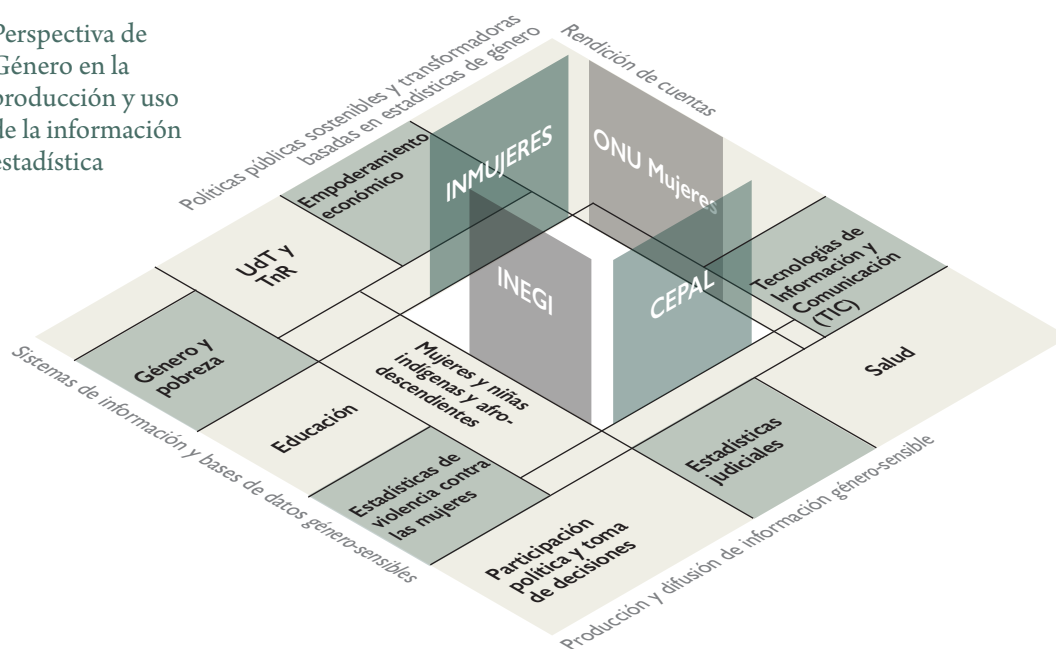 Perspectiva de
Género en la
producción y uso
de la información
estadística
Políticas públicas sostenibles y transformadoras
basadas en estadísticas de género
Rendición de cuentas
INMUJERES
ONU Mujeres
INEGI
CEPAL
Empoderamiento
económico
UdT y
TnR
Género y
pobreza
Educación
Mujeres y niñas
indígenas y afro-
descendientes
Estadísticas de
violencia contra
las mujeres
Participación
política y toma
de decisiones
Estadísticas
judiciales
Salud
Tecnologías de
Información y
Comunicación
(TIC)
Sistemas de información y bases de datos género-sensibles
Producción y difusión de información género-sensible